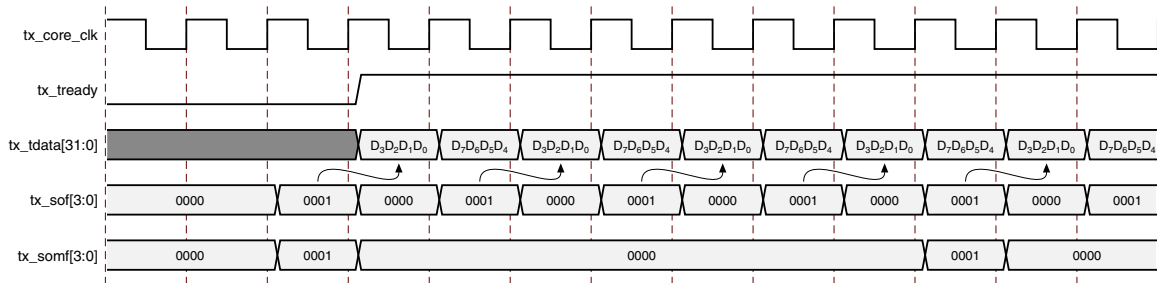 tx_core_clk
tx_tready
tx_tdata[31:0] D₃D₂D₁D₀ D₇D₆D₅D₄ D₃D₂D₁D₀ D₇D₆D₅D₄ D₃D₂D₁D₀ D₇D₆D₅D₄ D₃D₂D₁D₀ D₇D₆D₅D₄ D₃D₂D₁D₀ D₇D₆D₅D₄
tx_sof[3:0] 0000 0001 0000 0001 0000 0001 0000 0001 0000 0001 0000 0001
tx_somf[3:0] 0000 0001 0000 0001 0000